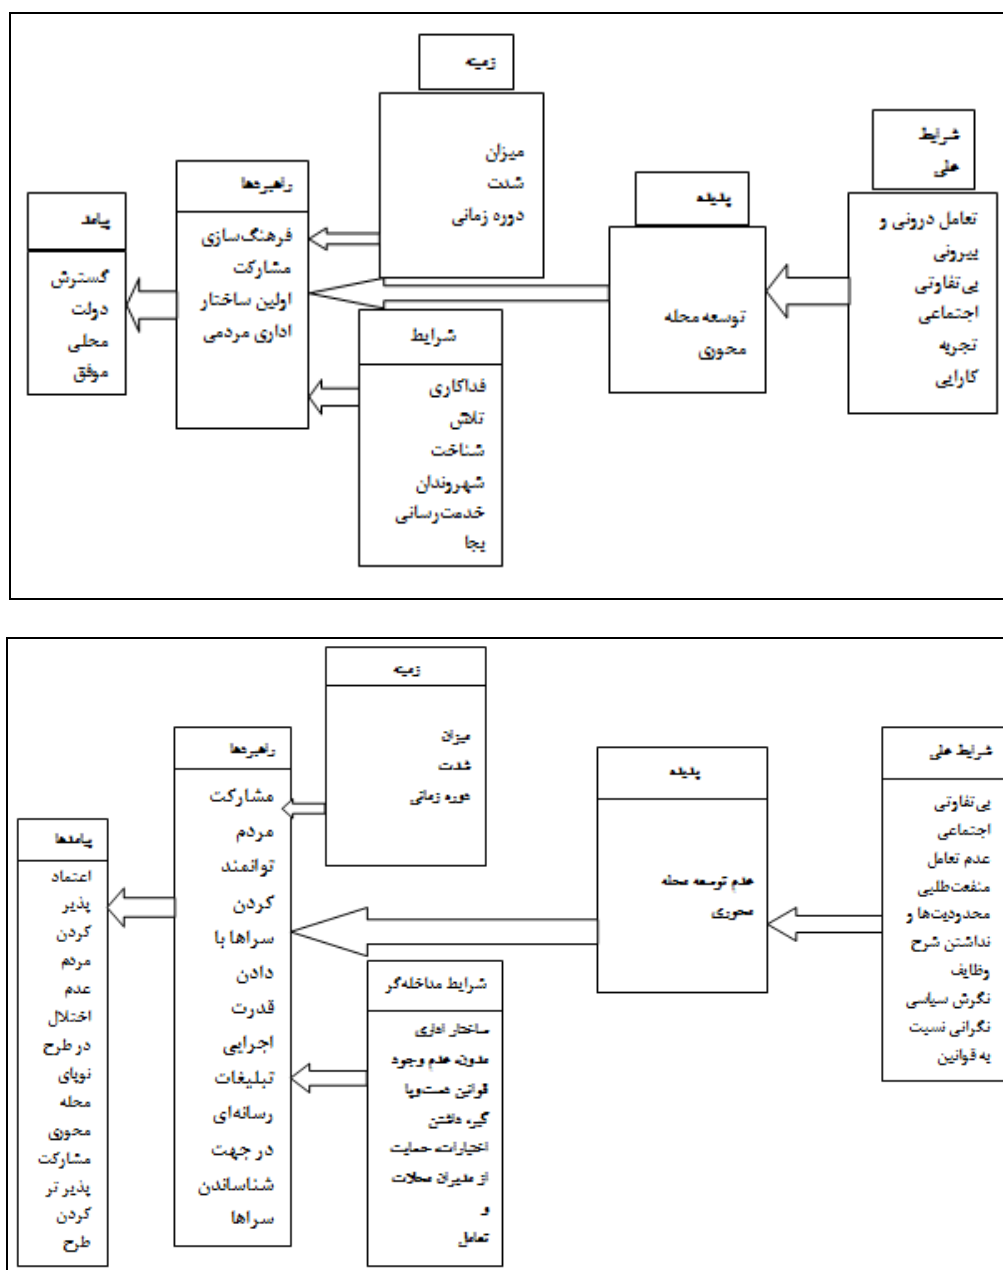 زمینه
میزان
شدت
دوره زمانی
شرایط
علی
تعامل درونی و
بیرونی
بی‌تفاوتی
اجتماعی
تجربه
کارایی
پدیده
توسعه محله
محوری
راهبردها
فرهنگ‌سازی
مشارکت
اولین ساختار
اداری مردمی
شرایط
فداکاری
تلاش
شناخت
شهروندان
خدمت‌رسانی
بجا
پیامد
گسترش
دولت
محلی
موفق
زمینه
میزان
شدت
دوره زمانی
شرایط علی
بی‌تفاوتی
اجتماعی
عدم تعامل
منفعت‌طلبی
محدودیت‌ها و
نداشتن شرح
وظایف
نگرش سیاسی
نگرانی نسبت
به قوانین
پدیده
عدم توسعه محله
محوری
راهبردها
مشارکت
مردم
توانمند
کردن
سراها با
دادن
قدرت
اجرایی
تبلیغات
رسانه‌ای
در جهت
شناساندن
سراها
شرایط مداخله‌گر
ساختار اداری
مدون، عدم وجود
قوانین دست‌وپا
گیر، داشتن
اختیارات، حمایت
از مدیران محلات
و
تعامل
پیامدها
اعتماد
پذیر
کردن
مردم
عدم
اختلال
در طرح
نوپای
محله
محوری
مشارکت
پذیر تر
کردن
طرح